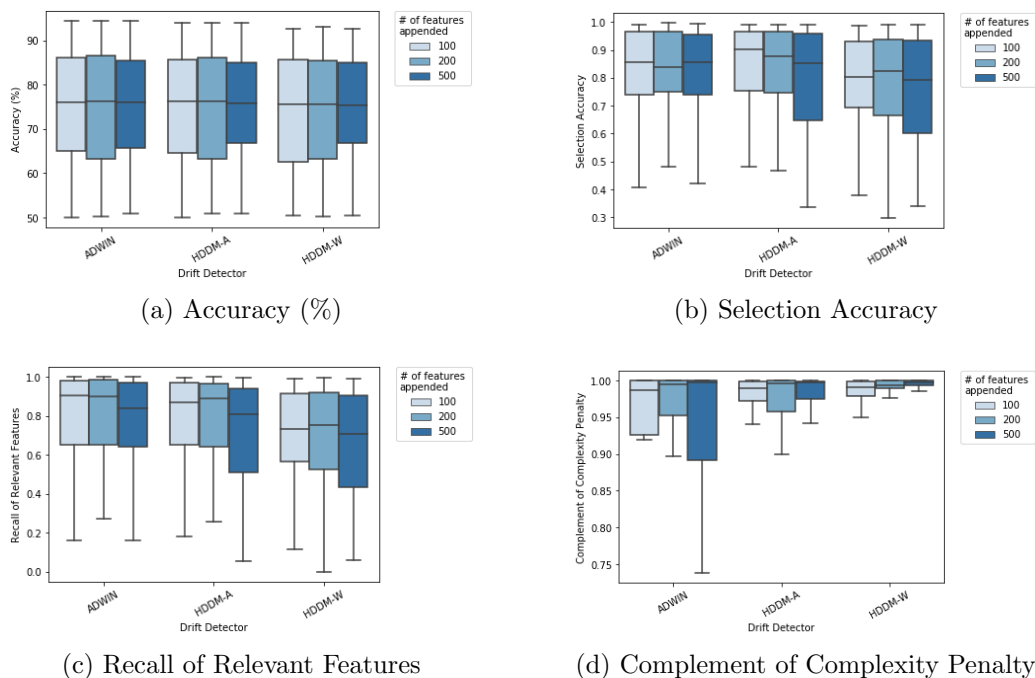 90
80
70
60
50
Accuracy (%)
ADWIN
HDDM-A
HDDM-W
Drift Detector
# of features
appended
100
200
500
(a) Accuracy (%)
1.0
0.9
0.8
0.7
0.6
0.5
0.4
0.3
Selection Accuracy
ADWIN
HDDM-A
HDDM-W
Drift Detector
# of features
appended
100
200
500
(b) Selection Accuracy
1.0
0.8
0.6
0.4
0.2
0.0
Recall of Relevant Features
ADWIN
HDDM-A
HDDM-W
Drift Detector
# of features
appended
100
200
500
(c) Recall of Relevant Features
1.00
0.95
0.90
0.85
0.80
0.75
Complement of Complexity Penalty
ADWIN
HDDM-A
HDDM-W
Drift Detector
# of features
appended
100
200
500
(d) Complement of Complexity Penalty